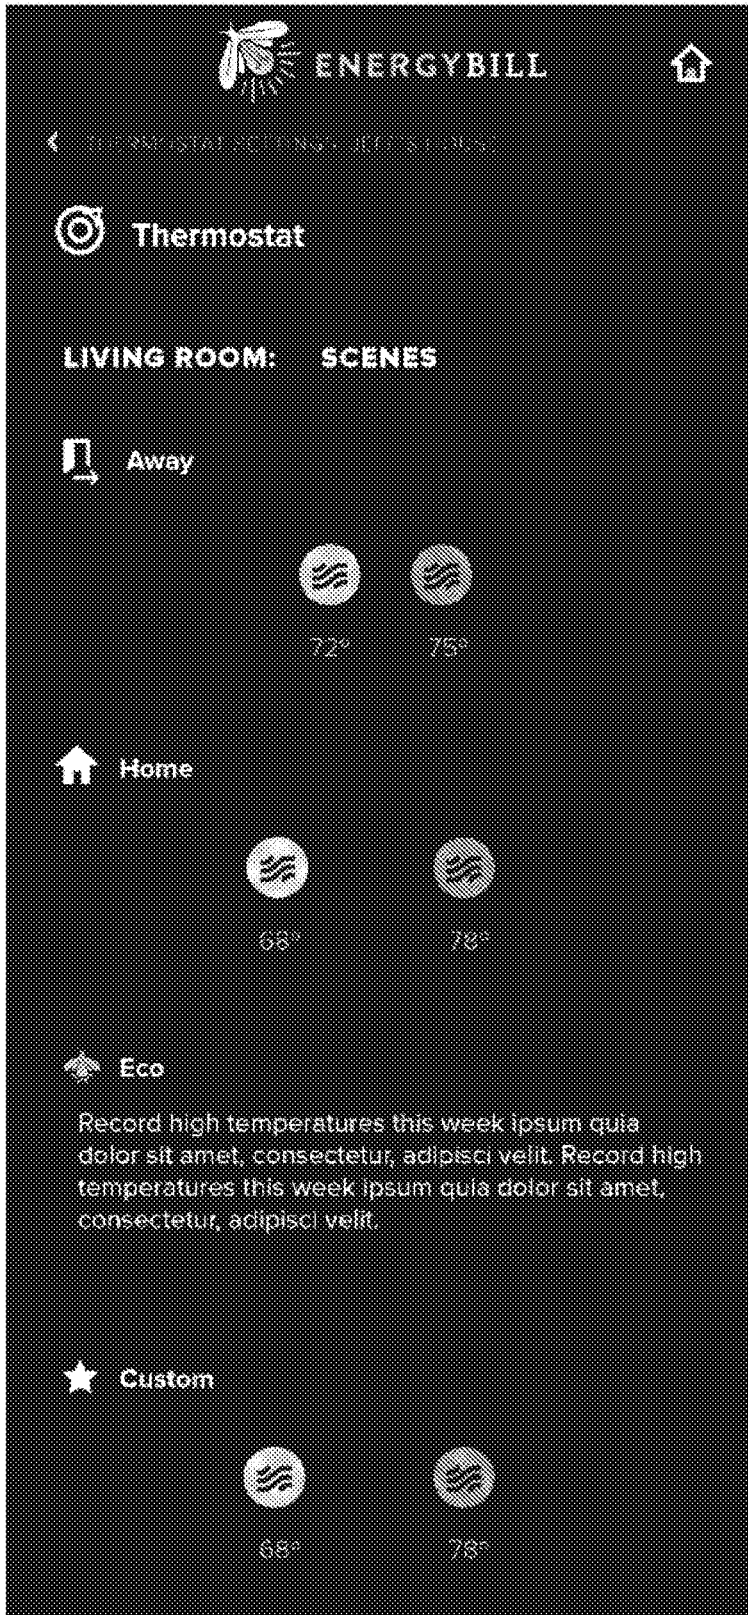 ENERGYBILL
THERMOSTAT SETTINGS
Thermostat
LIVING ROOM: SCENES
Away
72° 75°
Home
68° 78°
Eco
Record high temperatures this week ipsum quia
dolor sit amet, consectetur, adipisci velit. Record high
temperatures this week ipsum quia dolor sit amet,
consectetur, adipisci velit.
Custom
68° 78°